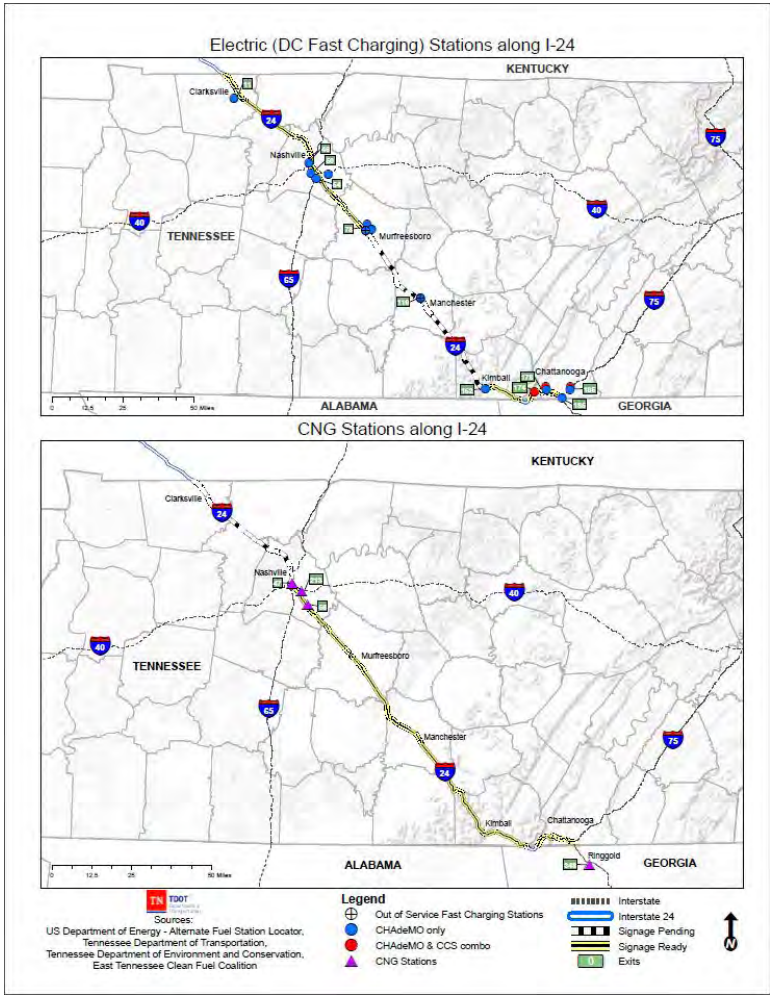 Electric (DC Fast Charging) Stations along I-24
KENTUCKY
Clarksville
24
75
Nashville
40
40
TENNESSEE
Murfreesboro
65
75
Manchester
24
Kimball
Chattanooga
0 12.5 25 50 Miles
ALABAMA
GEORGIA
CNG Stations along I-24
KENTUCKY
Clarksville
24
Nashville
40
40
TENNESSEE
Murfreesboro
65
Manchester
75
24
Kimball
Chattanooga
Ringgold
0 12.5 25 50 Miles
ALABAMA
GEORGIA
TN TDOT
Sources:
US Department of Energy - Alternate Fuel Station Locator,
Tennessee Department of Transportation,
Tennessee Department of Environment and Conservation,
East Tennessee Clean Fuel Coalition
Legend
Out of Service Fast Charging Stations
CHAdeMO only
CHAdeMO & CCS combo
CNG Stations
Interstate
Interstate 24
Signage Pending
Signage Ready
0 Exits
N